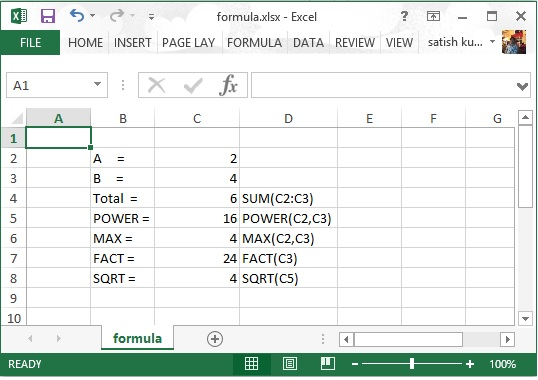 formula.xlsx - Excel
FILE HOME INSERT PAGE LAY FORMULA DATA REVIEW VIEW satish ku...
A1 fx
A B C D E F G
1
2 A = 2
3 B = 4
4 Total = 6 SUM(C2:C3)
5 POWER = 16 POWER(C2,C3)
6 MAX = 4 MAX(C2,C3)
7 FACT = 24 FACT(C3)
8 SQRT = 4 SQRT(C5)
9
10
formula
READY 100%